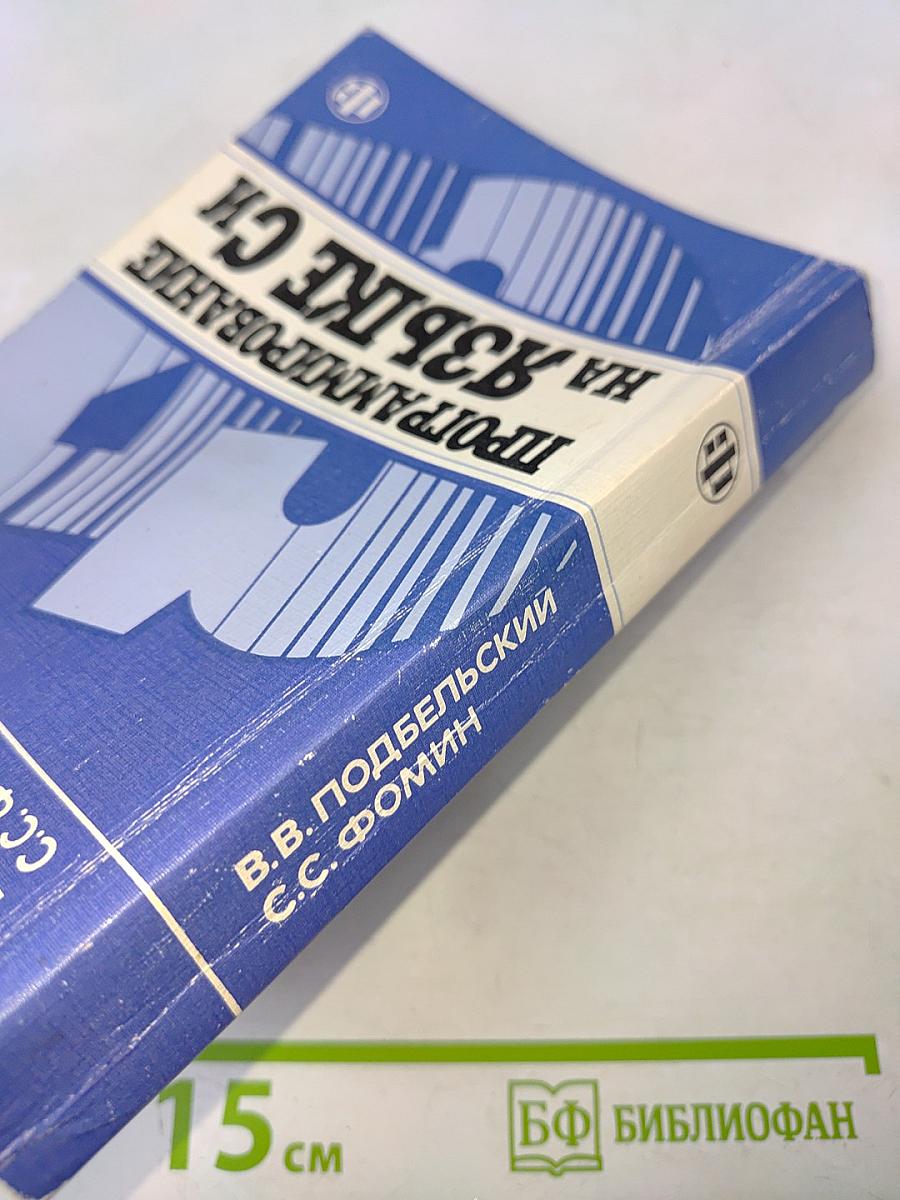 ПРОГРАММИРОВАНИЕ
НА ЯЗЫКЕ СИ
В.В. ПОДБЕЛЬСКИЙ
С.С. ФОМИН
С.С.
15 см
БФ БИБЛИОФАН